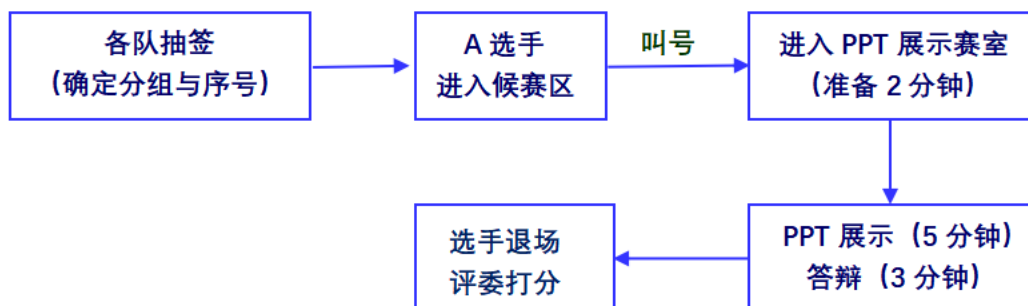 各队抽签
（确定分组与序号）
A 选手
进入候赛区
叫号
进入 PPT 展示赛室
（准备 2 分钟）
PPT 展示（5 分钟）
答辩（3 分钟）
选手退场
评委打分